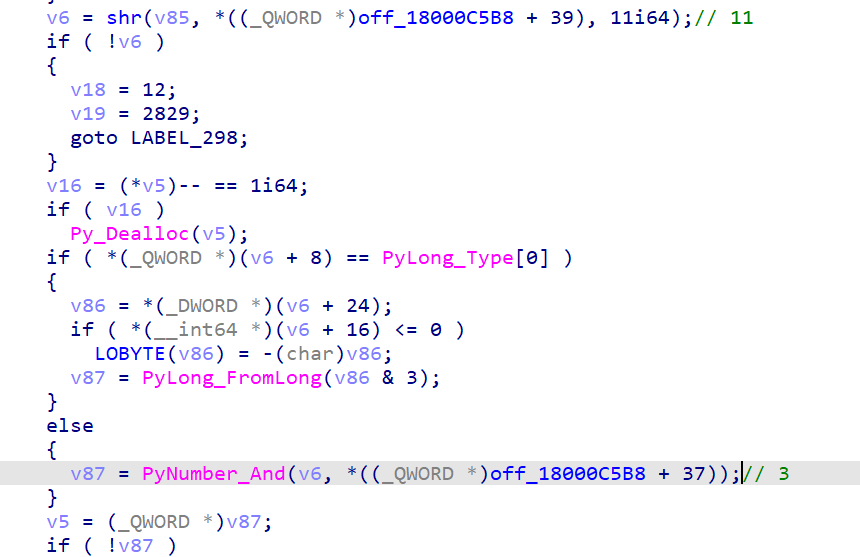 v6 = shr(v85, *((_QWORD *)off_18000C5B8 + 39), 11i64);// 11
if ( !v6 )
{
v18 = 12;
v19 = 2829;
goto LABEL_298;
}
v16 = (*v5)-- == 1i64;
if ( v16 )
Py_Dealloc(v5);
if ( *(_QWORD *)(v6 + 8) == PyLong_Type[0] )
{
v86 = *(_DWORD *)(v6 + 24);
if ( *(__int64 *)(v6 + 16) <= 0 )
LOBYTE(v86) = -(char)v86;
v87 = PyLong_FromLong(v86 & 3);
}
else
{
v87 = PyNumber_And(v6, *((_QWORD *)off_18000C5B8 + 37));// 3
}
v5 = (_QWORD *)v87;
if ( !v87 )